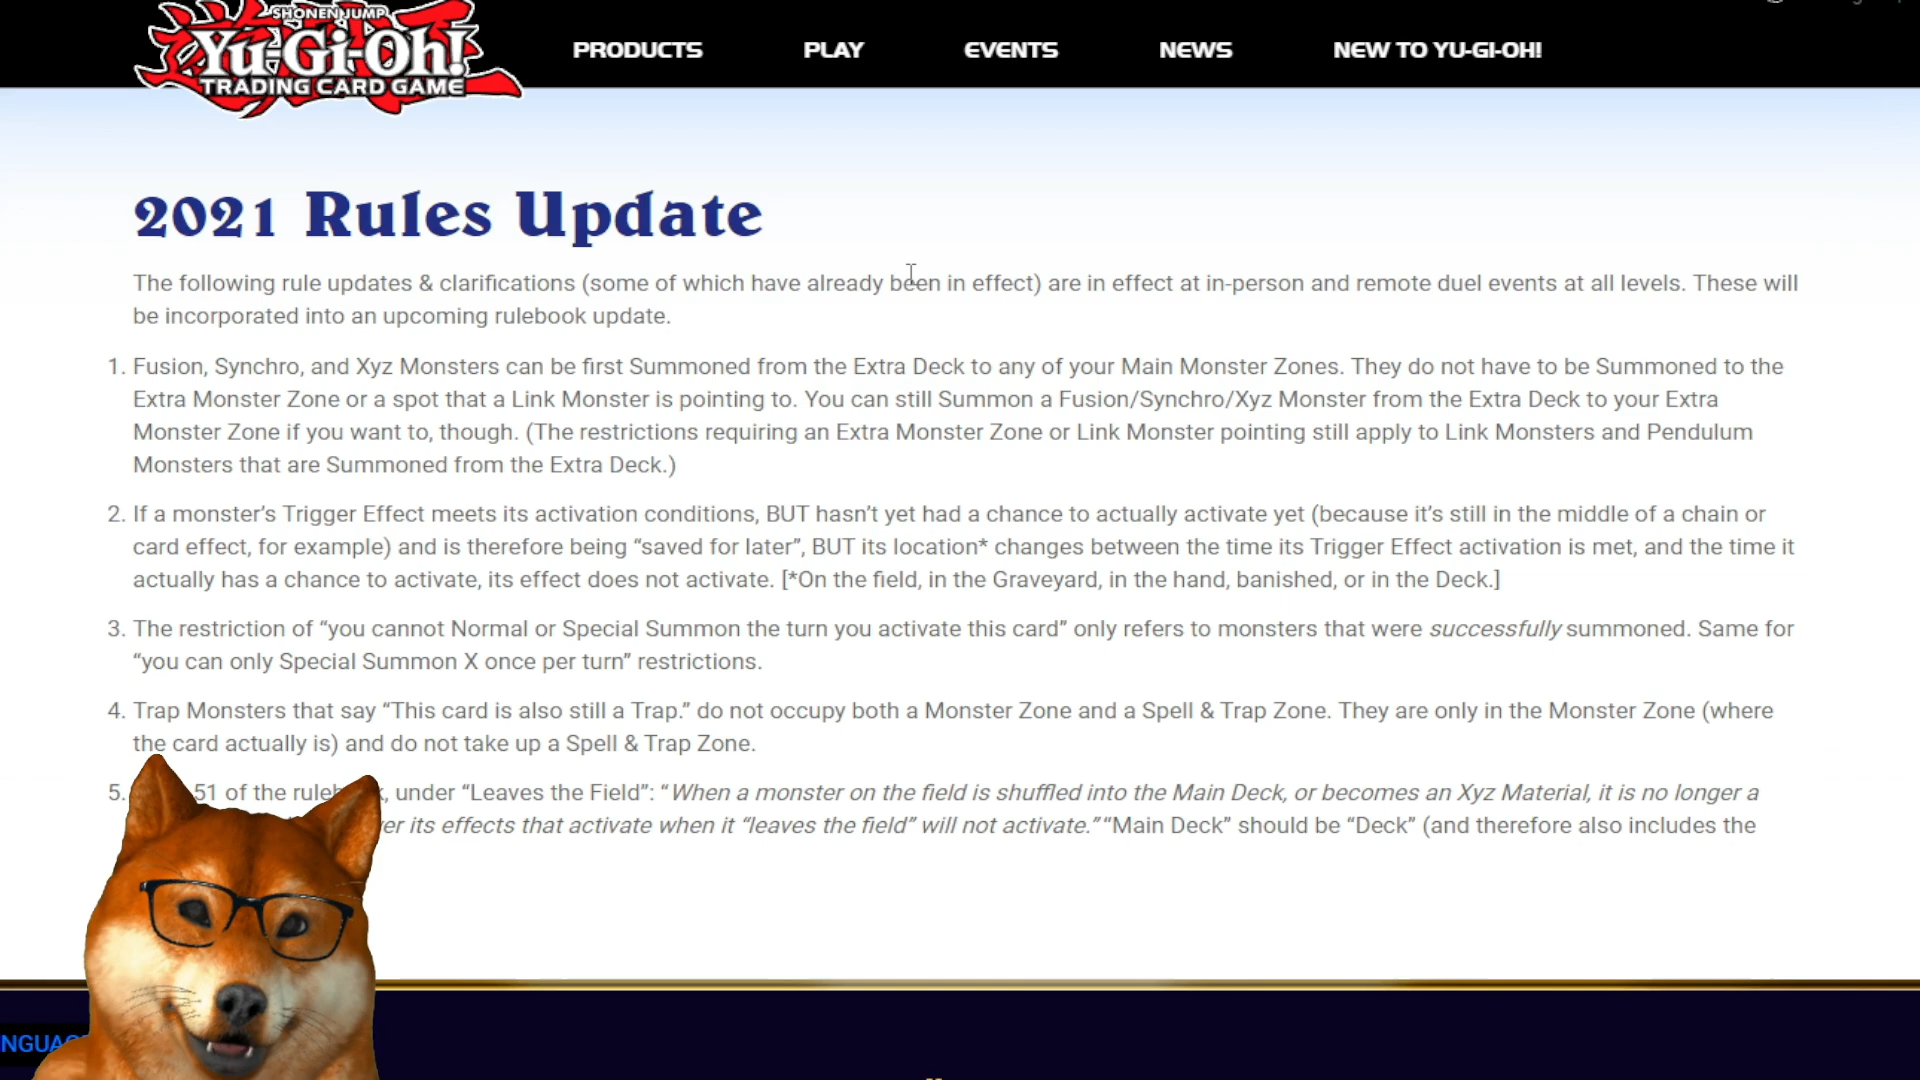 SHONEN JUMP
Yu-Gi-Oh!
TRADING CARD GAME
PRODUCTS PLAY EVENTS NEWS NEW TO YU-GI-OH!
2021 Rules Update
The following rule updates & clarifications (some of which have already been in effect) are in effect at in-person and remote duel events at all levels. These will
be incorporated into an upcoming rulebook update.
1. Fusion, Synchro, and Xyz Monsters can be first Summoned from the Extra Deck to any of your Main Monster Zones. They do not have to be Summoned to the
Extra Monster Zone or a spot that a Link Monster is pointing to. You can still Summon a Fusion/Synchro/Xyz Monster from the Extra Deck to your Extra
Monster Zone if you want to, though. (The restrictions requiring an Extra Monster Zone or Link Monster pointing still apply to Link Monsters and Pendulum
Monsters that are Summoned from the Extra Deck.)
2. If a monster’s Trigger Effect meets its activation conditions, BUT hasn’t yet had a chance to actually activate yet (because it’s still in the middle of a chain or
card effect, for example) and is therefore being “saved for later”, BUT its location* changes between the time its Trigger Effect activation is met, and the time it
actually has a chance to activate, its effect does not activate. [*On the field, in the Graveyard, in the hand, banished, or in the Deck.]
3. The restriction of “you cannot Normal or Special Summon the turn you activate this card” only refers to monsters that were successfully summoned. Same for
“you can only Special Summon X once per turn” restrictions.
4. Trap Monsters that say “This card is also still a Trap.” do not occupy both a Monster Zone and a Spell & Trap Zone. They are only in the Monster Zone (where
the card actually is) and do not take up a Spell & Trap Zone.
5. 51 of the , under “Leaves the Field”: “When a monster on the field is shuffled into the Main Deck, or becomes an Xyz Material, it is no longer a
its effects that activate when it “leaves the field” will not activate.” “Main Deck” should be “Deck” (and therefore also includes the